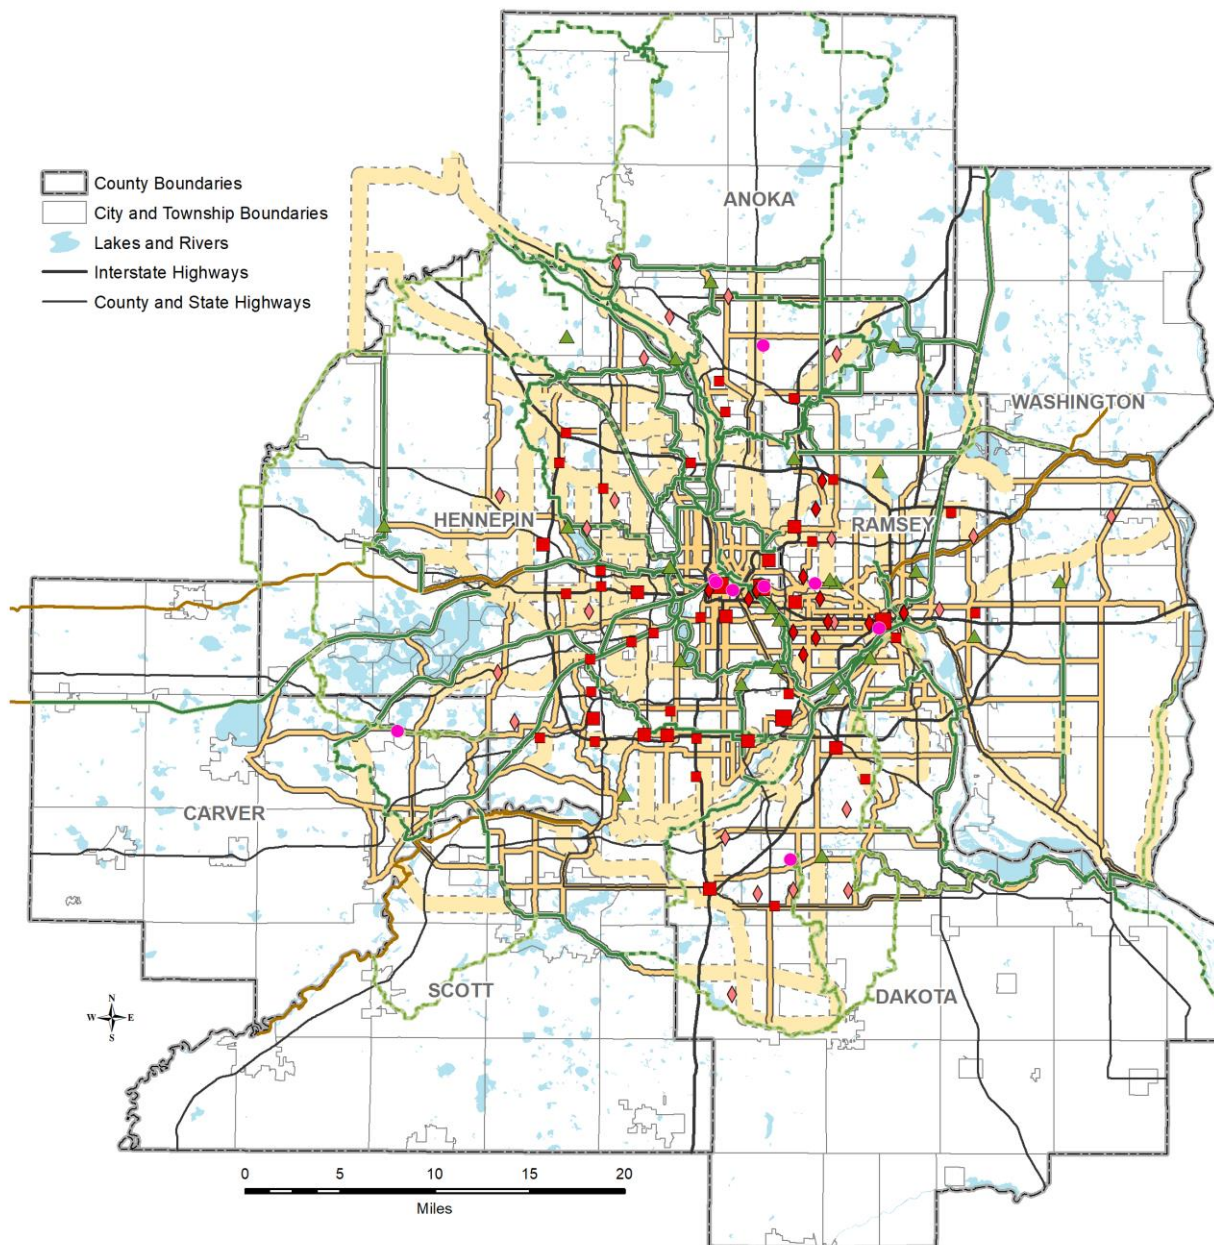 ANOKA
County Boundaries
City and Township Boundaries
Lakes and Rivers
Interstate Highways
County and State Highways
WASHINGTON
HENNEPIN
RAMSEY
CARVER
SCOTT
DAKOTA
N
W E
S
0 5 10 15 20
Miles